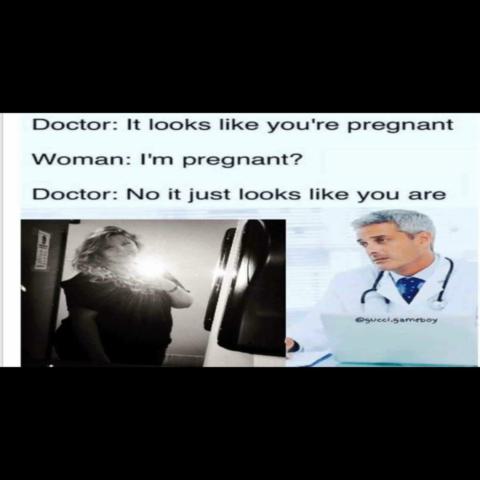 Doctor: It looks like you're pregnant
Woman: I'm pregnant?
Doctor: No it just looks like you are
@gucci.gameboy